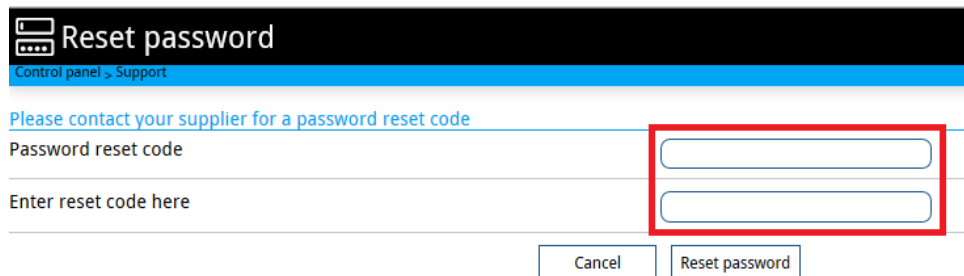 Reset password
Control panel > Support
Please contact your supplier for a password reset code
Password reset code
Enter reset code here
Cancel Reset password